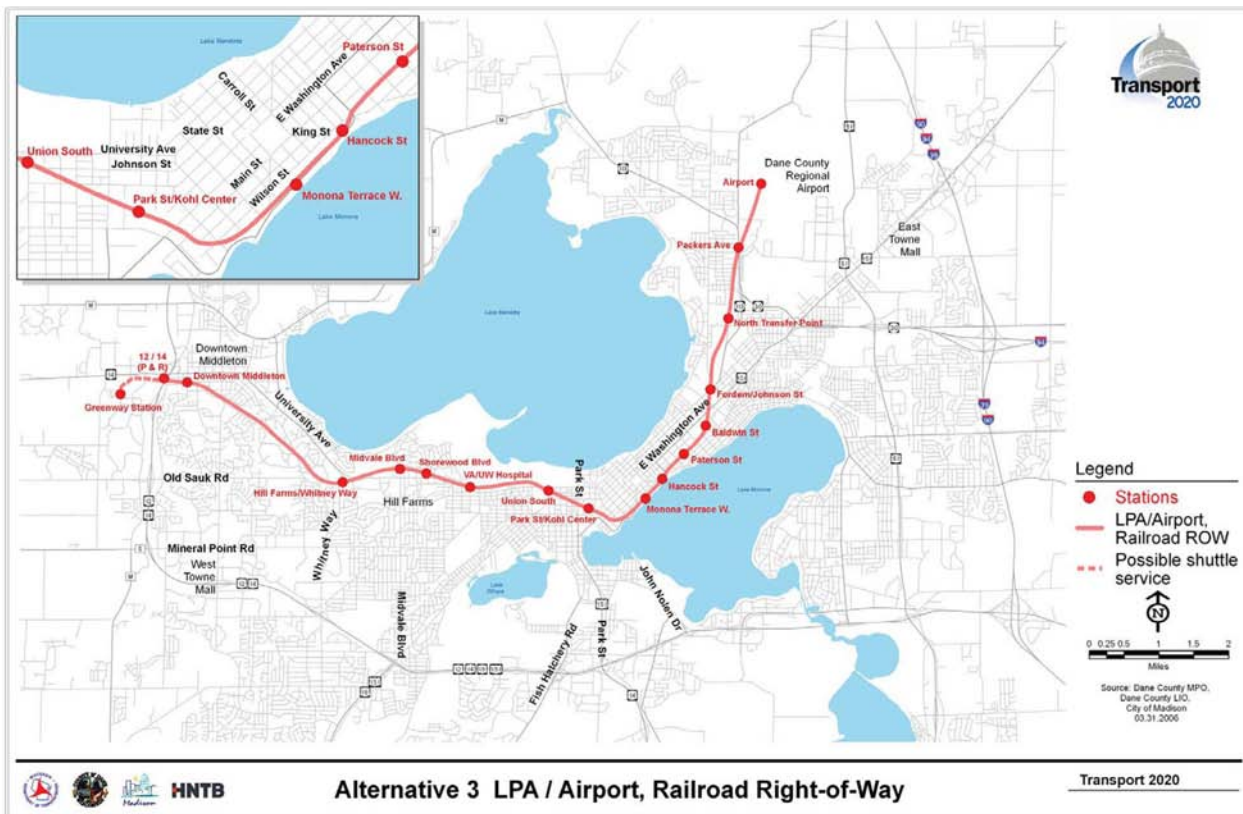 Lake Mendota
Carroll St
E Washington Ave
Paterson St
State St
King St
Hancock St
University Ave
Johnson St
Union South
Main St
Wilson St
Park St/Kohl Center
Monona Terrace W.
Lake Monona
Transport
2020
Dane County
Regional
Airport
Airport
East
Towne
Mall
Packers Ave
Lake Mendota
North Transfer Point
Downtown
Middleton
12 / 14
(P & R)
Downtown Middleton
Greenway Station
University Ave
Fordem/Johnson St
E Washington Ave
Baldwin St
Paterson St
Midvale Blvd
Shorewood Blvd
VA/UW Hospital
Park St
Old Sauk Rd
Hill Farms/Whitney Way
Hill Farms
Union South
Hancock St
Lake Monona
Monona Terrace W.
Park St/Kohl Center
Whitney Way
Mineral Point Rd
West
Towne
Mall
Midvale Blvd
Lake
Wingra
Fish Hatchery Rd
Park St
John Nolen Dr
Legend
Stations
LPA/Airport,
Railroad ROW
Possible shuttle
service
N
0 0.25 0.5 1 1.5 2
Miles
Source: Dane County MPO,
Dane County LIO,
City of Madison
03.31.2006
Madison
HNTB
Alternative 3 LPA / Airport, Railroad Right-of-Way
Transport 2020